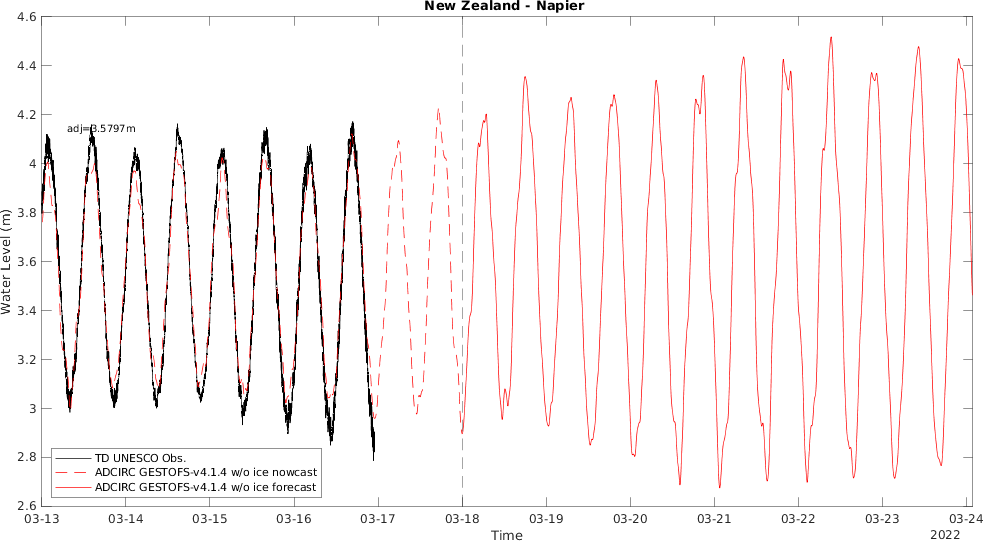 New Zealand - Napier
4.6
4.4
4.2
4
3.8
3.6
3.4
3.2
3
2.8
2.6
Water Level (m)
adj=3.5797m
TD UNESCO Obs.
ADCIRC GESTOFS-v4.1.4 w/o ice nowcast
ADCIRC GESTOFS-v4.1.4 w/o ice forecast
03-13 03-14 03-15 03-16 03-17 03-18 03-19 03-20 03-21 03-22 03-23 03-24
Time
2022